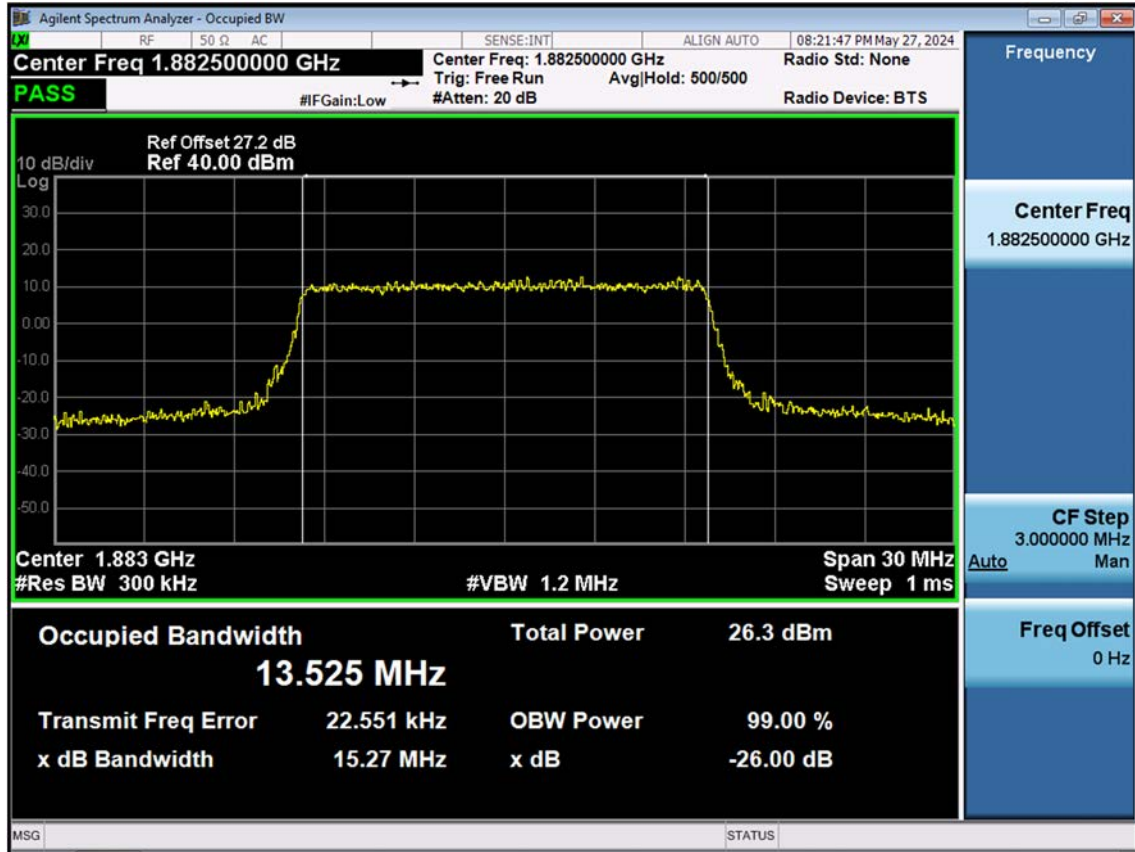 Agilent Spectrum Analyzer - Occupied BW
LXI RF 50 Ω AC SENSE:INT ALIGN AUTO 08:21:47 PM May 27, 2024
Center Freq 1.882500000 GHz Center Freq: 1.882500000 GHz Radio Std: None
Trig: Free Run Avg|Hold: 500/500
PASS #IFGain:Low #Atten: 20 dB Radio Device: BTS
Ref Offset 27.2 dB
10 dB/div Ref 40.00 dBm
Log
30.0
20.0
10.0
0.00
-10.0
-20.0
-30.0
-40.0
-50.0
Center 1.883 GHz Span 30 MHz
#Res BW 300 kHz #VBW 1.2 MHz Sweep 1 ms
Occupied Bandwidth Total Power 26.3 dBm
13.525 MHz
Transmit Freq Error 22.551 kHz OBW Power 99.00 %
x dB Bandwidth 15.27 MHz x dB -26.00 dB
MSG STATUS
Frequency
Center Freq
1.882500000 GHz
CF Step
3.000000 MHz
Auto Man
Freq Offset
0 Hz